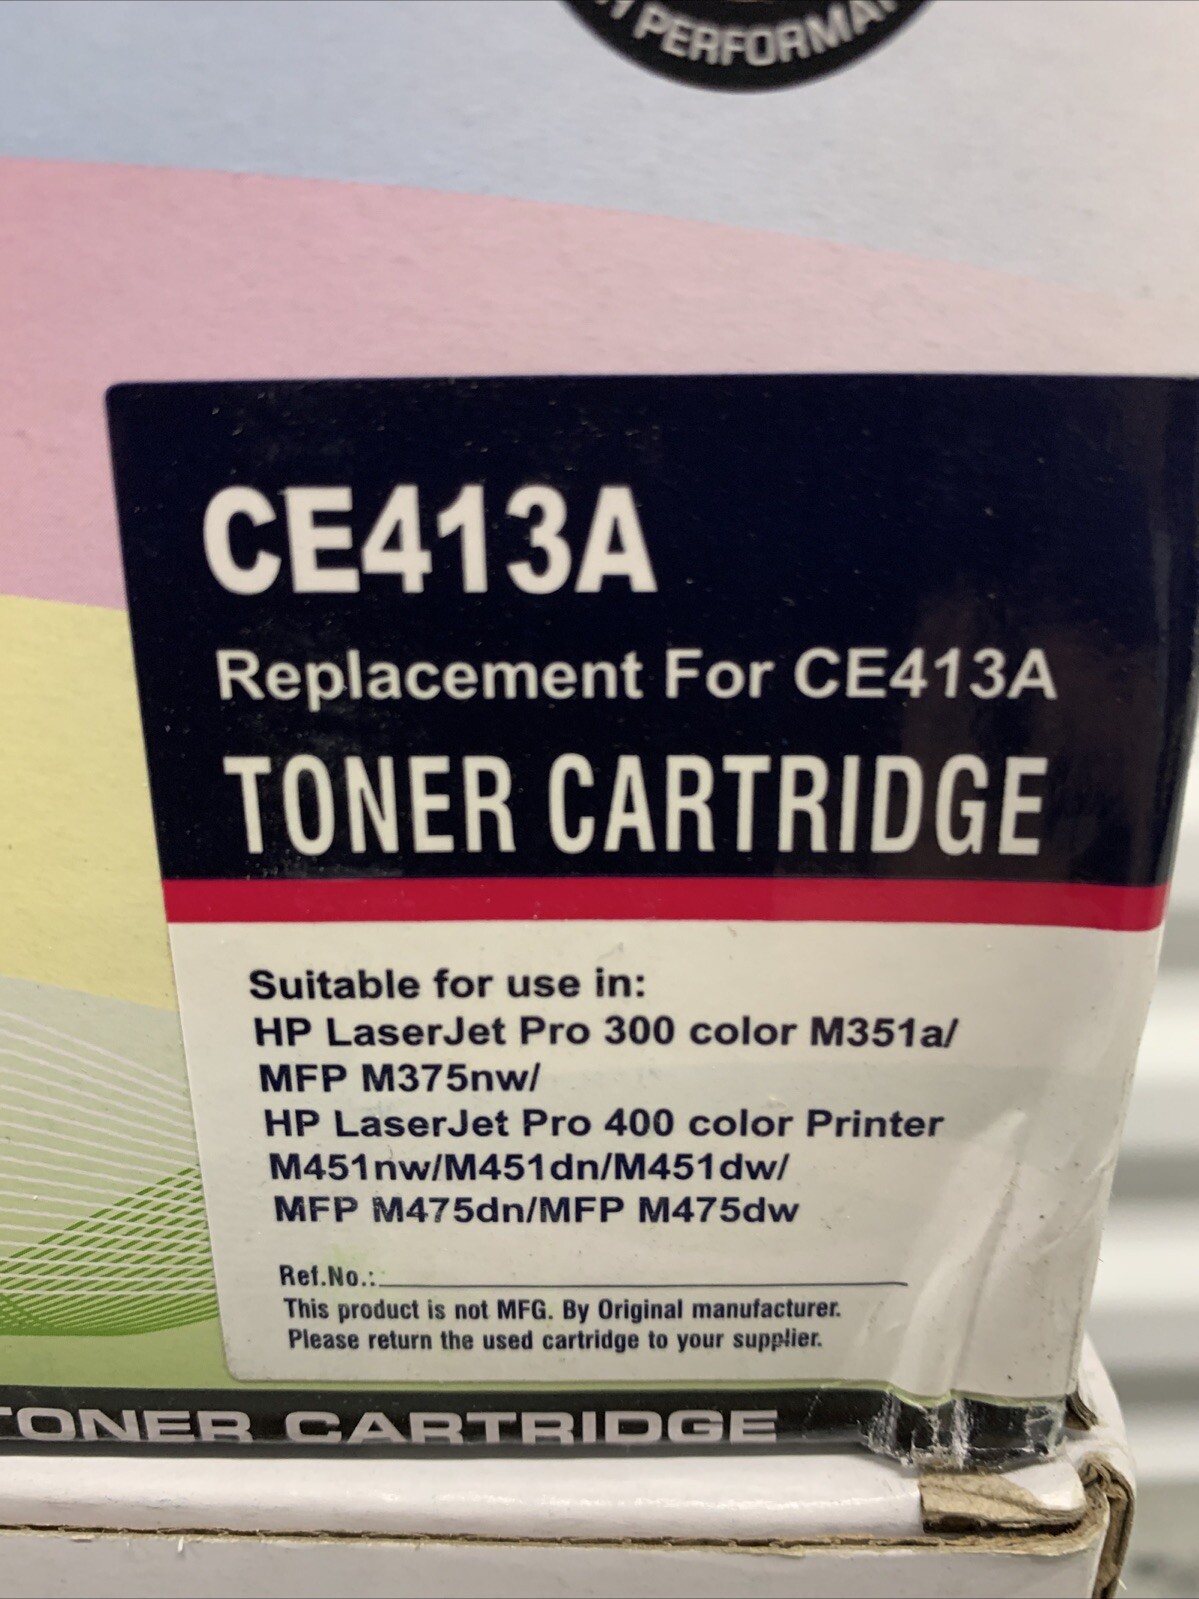 PERFORMA
CE413A
Replacement For CE413A
TONER CARTRIDGE
Suitable for use in:
HP LaserJet Pro 300 color M351a/
MFP M375nw/
HP LaserJet Pro 400 color Printer
M451nw/M451dn/M451dw/
MFP M475dn/MFP M475dw
Ref.No.:
This product is not MFG. By Original manufacturer.
Please return the used cartridge to your supplier.
TONER CARTRIDGE